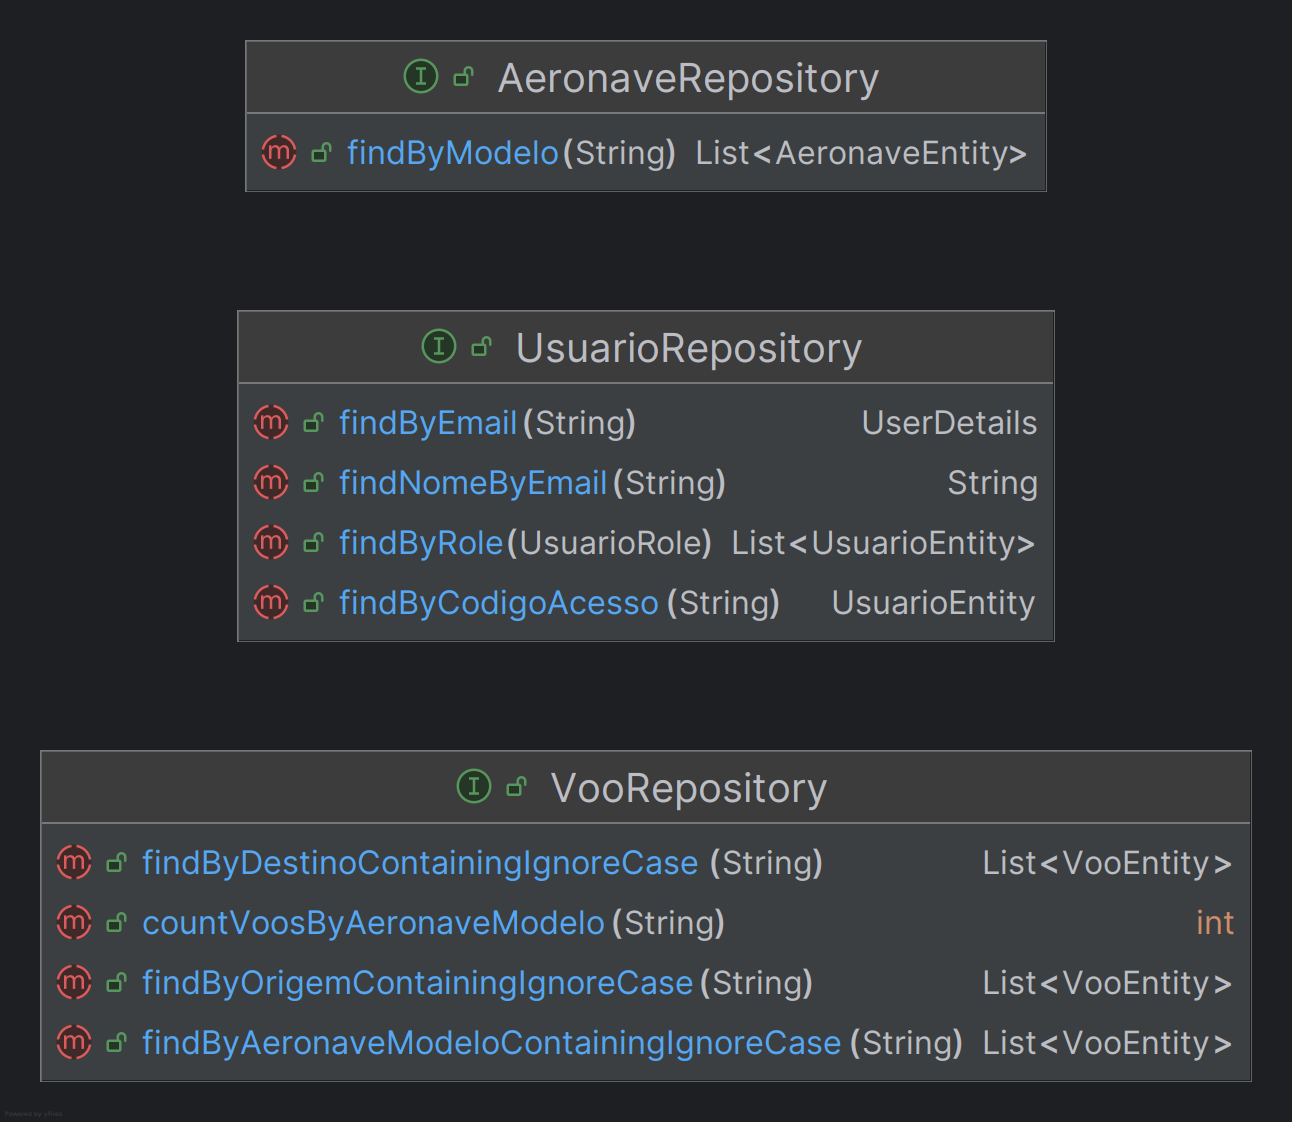 AeronaveRepository
findByModelo(String) List<AeronaveEntity>
UsuarioRepository
findByEmail(String) UserDetails
findNomeByEmail(String) String
findByRole(UsuarioRole) List<UsuarioEntity>
findByCodigoAcesso(String) UsuarioEntity
VooRepository
findByDestinoContainingIgnoreCase(String) List<VooEntity>
countVoosByAeronaveModelo(String) int
findByOrigemContainingIgnoreCase(String) List<VooEntity>
findByAeronaveModeloContainingIgnoreCase(String) List<VooEntity>
Powered by yFiles